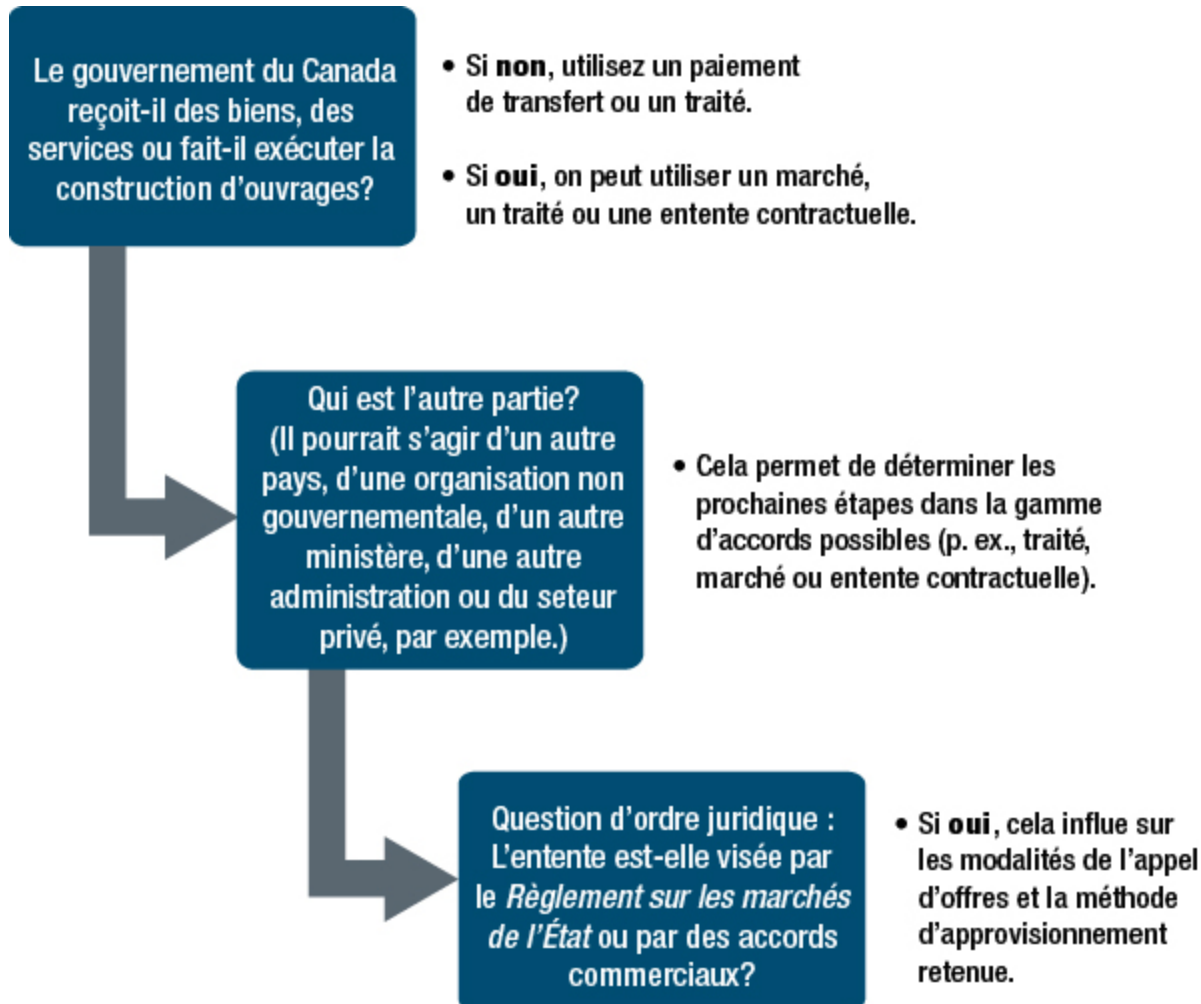 Le gouvernement du Canada
reçoit-il des biens, des
services ou fait-il exécuter la
construction d’ouvrages?
• Si non, utilisez un paiement
de transfert ou un traité.
• Si oui, on peut utiliser un marché,
un traité ou une entente contractuelle.
Qui est l’autre partie?
(Il pourrait s’agir d’un autre
pays, d’une organisation non
gouvernementale, d’un autre
ministère, d’une autre
administration ou du seteur
privé, par exemple.)
• Cela permet de déterminer les
prochaines étapes dans la gamme
d’accords possibles (p. ex., traité,
marché ou entente contractuelle).
Question d’ordre juridique :
L’entente est-elle visée par
le Règlement sur les marchés
de l’État ou par des accords
commerciaux?
• Si oui, cela influe sur
les modalités de l’appel
d’offres et la méthode
d’approvisionnement
retenue.